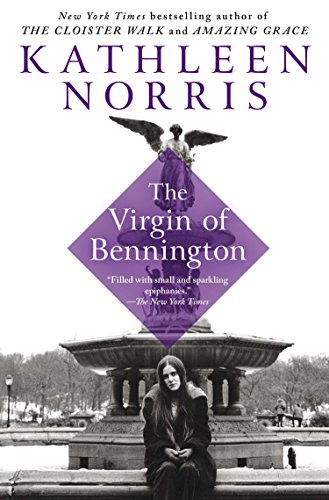 New York Times bestselling author of
THE CLOISTER WALK and AMAZING GRACE
KATHLEEN
NORRIS
The
Virgin of
Bennington
"Filled with small and sparkling
epiphanies."
—The New York Times